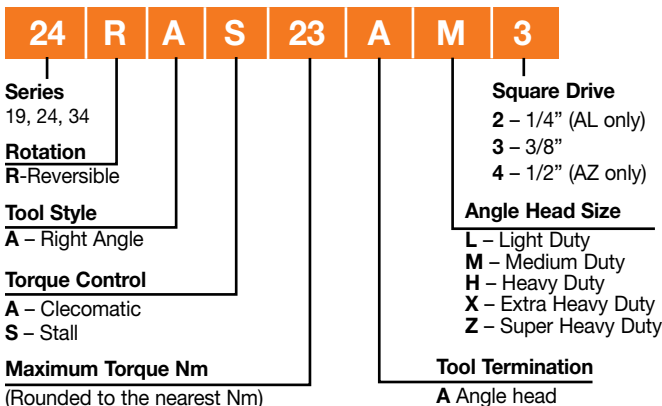 24 R A S 23 A M 3
Series
19, 24, 34
Rotation
R-Reversible
Tool Style
A – Right Angle
Torque Control
A – Clecomatic
S – Stall
Maximum Torque Nm
(Rounded to the nearest Nm)
Square Drive
2 – 1/4” (AL only)
3 – 3/8”
4 – 1/2” (AZ only)
Angle Head Size
L – Light Duty
M – Medium Duty
H – Heavy Duty
X – Extra Heavy Duty
Z – Super Heavy Duty
Tool Termination
A Angle head